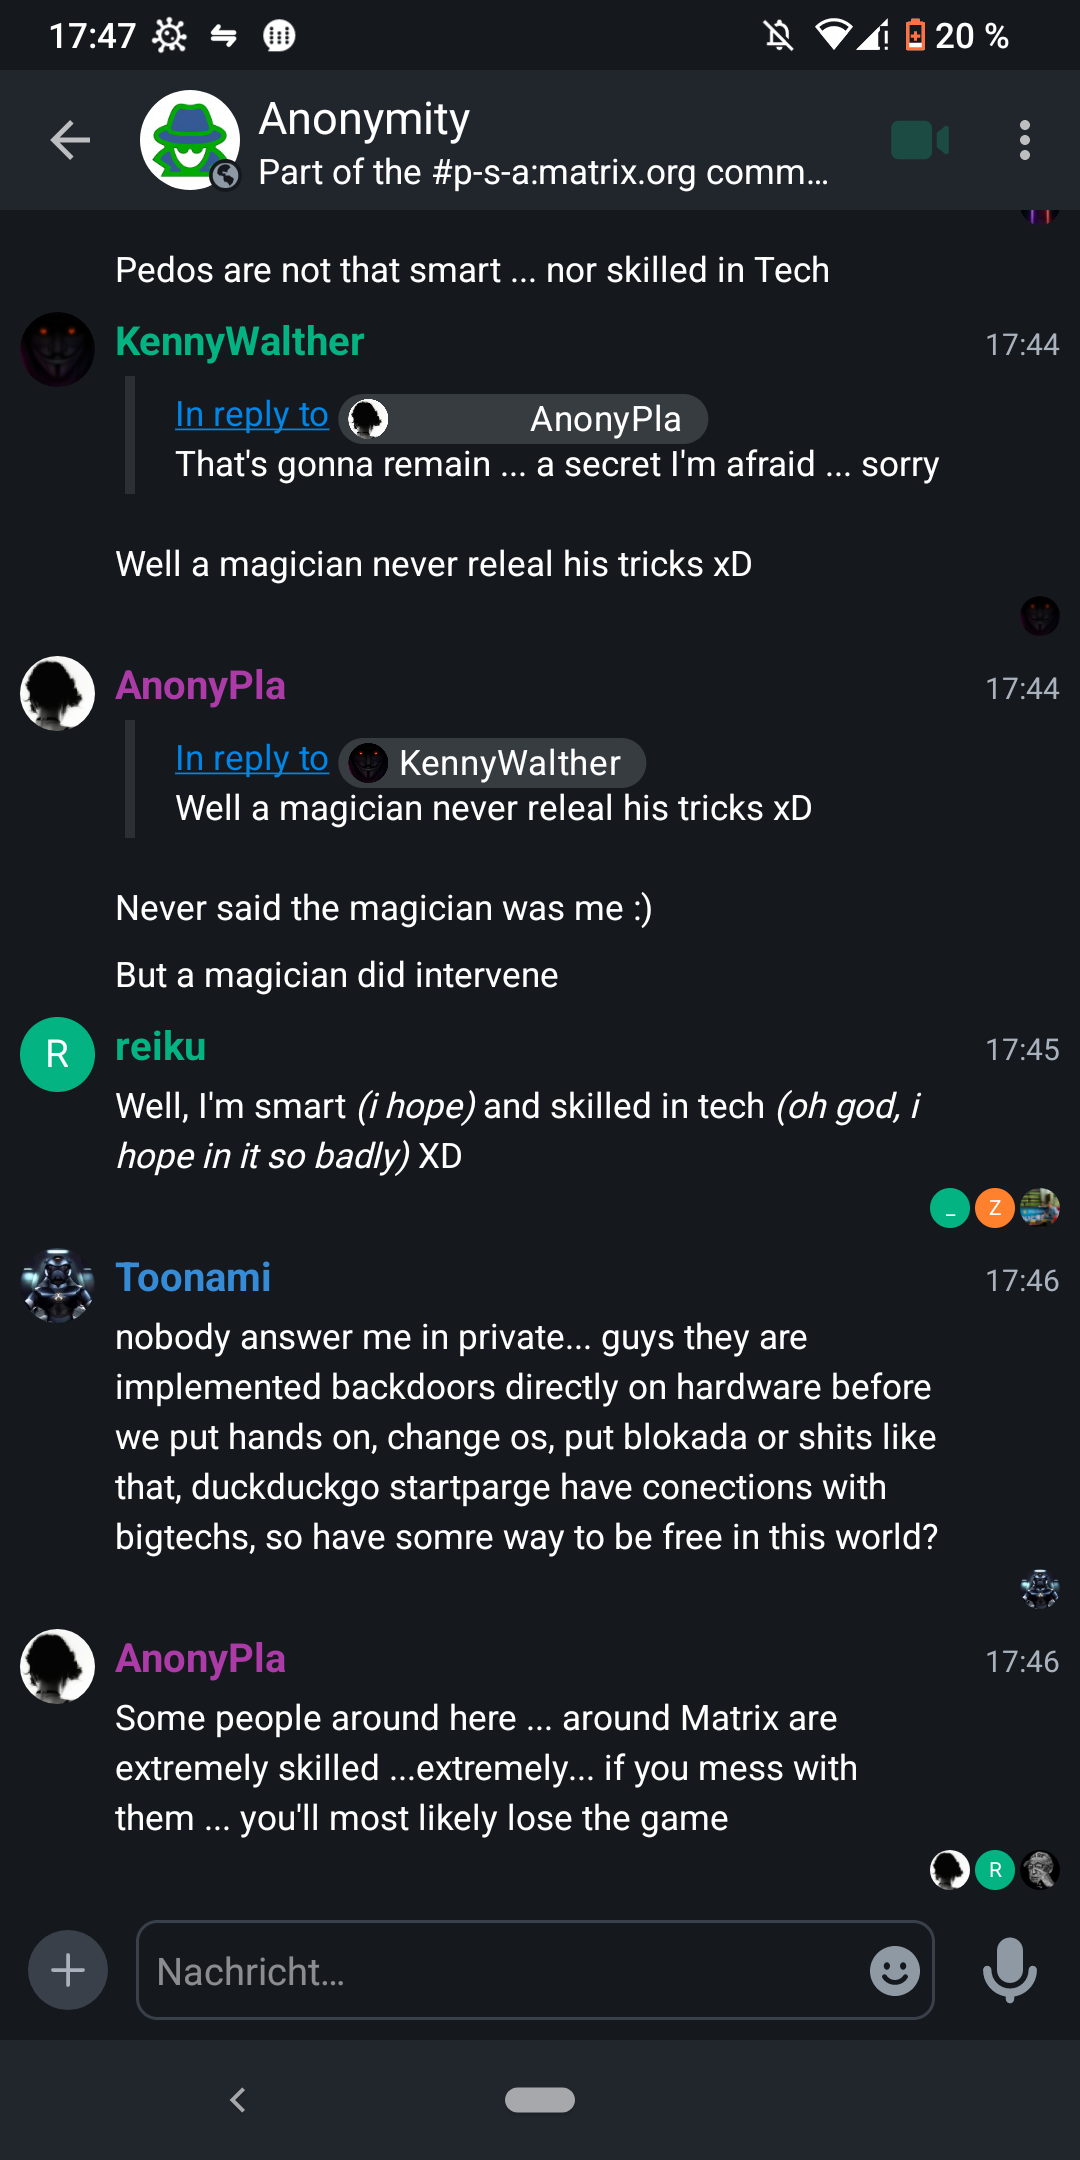 17:47
20 %
Anonymity
Part of the #p-s-a:matrix.org comm...
Pedos are not that smart ... nor skilled in Tech
KennyWalther 17:44
In reply to AnonyPla
That's gonna remain ... a secret I'm afraid ... sorry
Well a magician never releal his tricks xD
AnonyPla 17:44
In reply to KennyWalther
Well a magician never releal his tricks xD
Never said the magician was me :)
But a magician did intervene
R
reiku 17:45
Well, I'm smart (i hope) and skilled in tech (oh god, i
hope in it so badly) XD
_ Z
Toonami 17:46
nobody answer me in private... guys they are
implemented backdoors directly on hardware before
we put hands on, change os, put blokada or shits like
that, duckduckgo startparge have conections with
bigtechs, so have somre way to be free in this world?
AnonyPla 17:46
Some people around here ... around Matrix are
extremely skilled ...extremely... if you mess with
them ... you'll most likely lose the game
R
Nachricht...